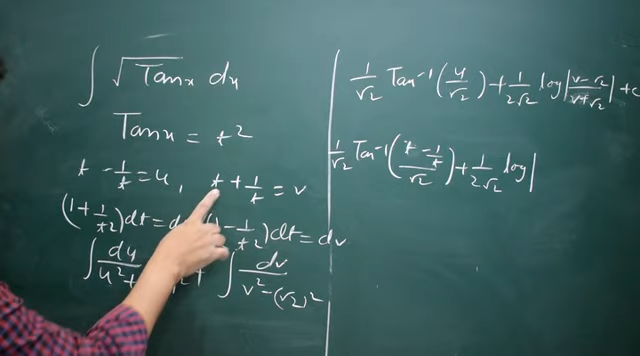 ∫ √Tanx dx
Tanx = t²
t - 1/t = u, t + 1/t = v
(1 + 1/t²)dt = d 1 - 1/t²)dt = dv
∫ du/u² + ² + ∫ dv/v² - (√2)²
1/√2 Tan⁻¹(u/√2) + 1/2√2 log|v-√2/v+√2| + c
1/√2 Tan⁻¹(t - 1/t/√2) + 1/2√2 log|